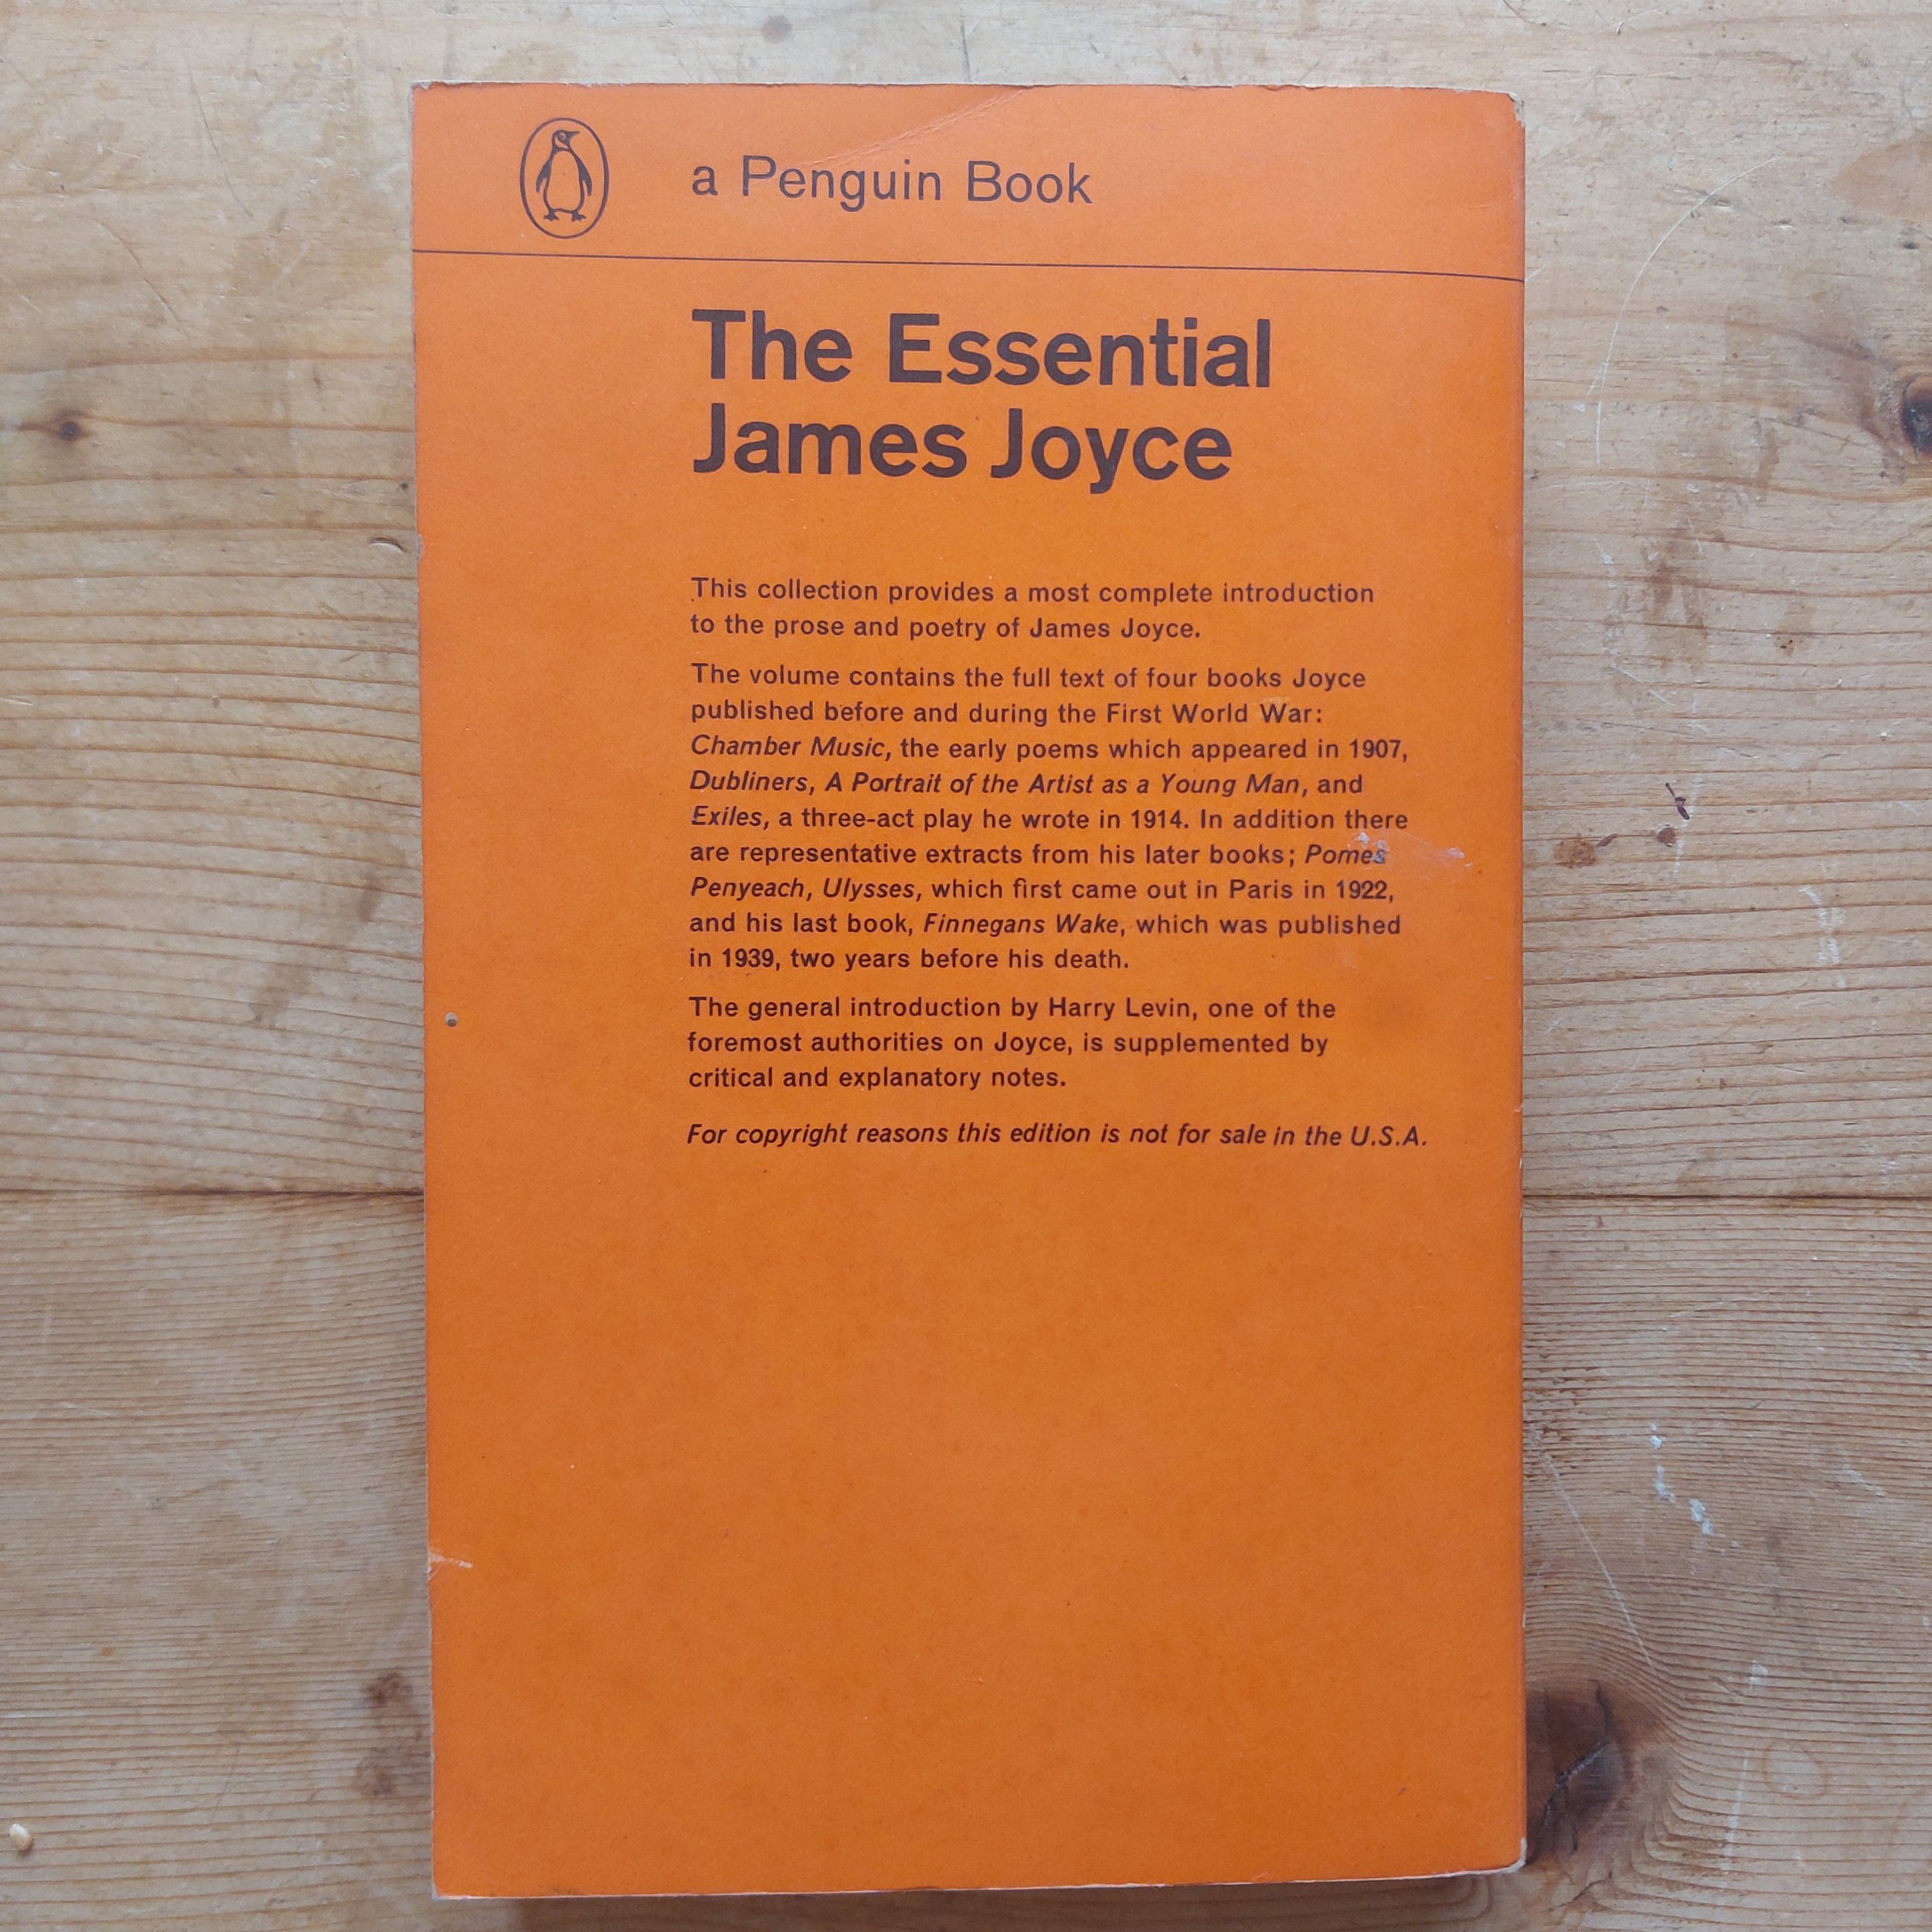 a Penguin Book
The Essential
James Joyce
This collection provides a most complete introduction
to the prose and poetry of James Joyce.
The volume contains the full text of four books Joyce
published before and during the First World War:
Chamber Music, the early poems which appeared in 1907,
Dubliners, A Portrait of the Artist as a Young Man, and
Exiles, a three-act play he wrote in 1914. In addition there
are representative extracts from his later books; Pomes
Penyeach, Ulysses, which first came out in Paris in 1922,
and his last book, Finnegans Wake, which was published
in 1939, two years before his death.
The general introduction by Harry Levin, one of the
foremost authorities on Joyce, is supplemented by
critical and explanatory notes.
For copyright reasons this edition is not for sale in the U.S.A.